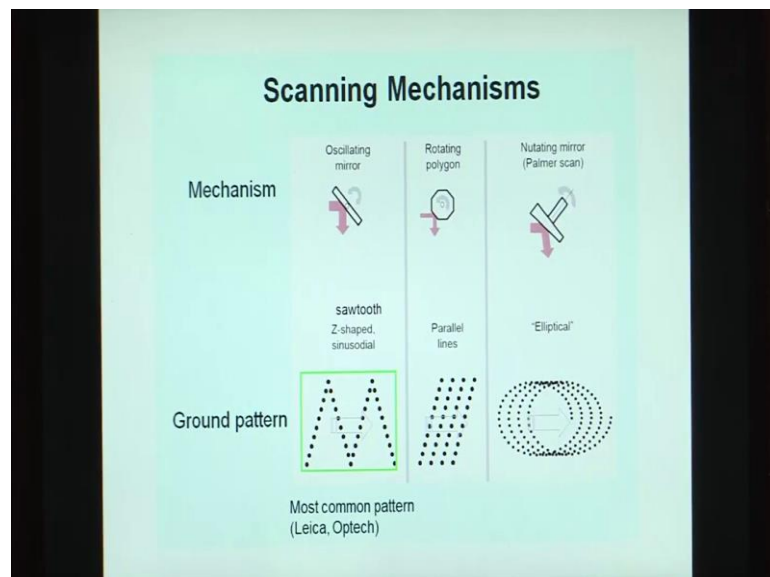 Scanning Mechanisms
Oscillating
mirror
Rotating
polygon
Nutating mirror
(Palmer scan)
Mechanism
sawtooth
Z-shaped,
sinusodial
Parallel
lines
"Elliptical"
Ground pattern
Most common pattern
(Leica, Optech)